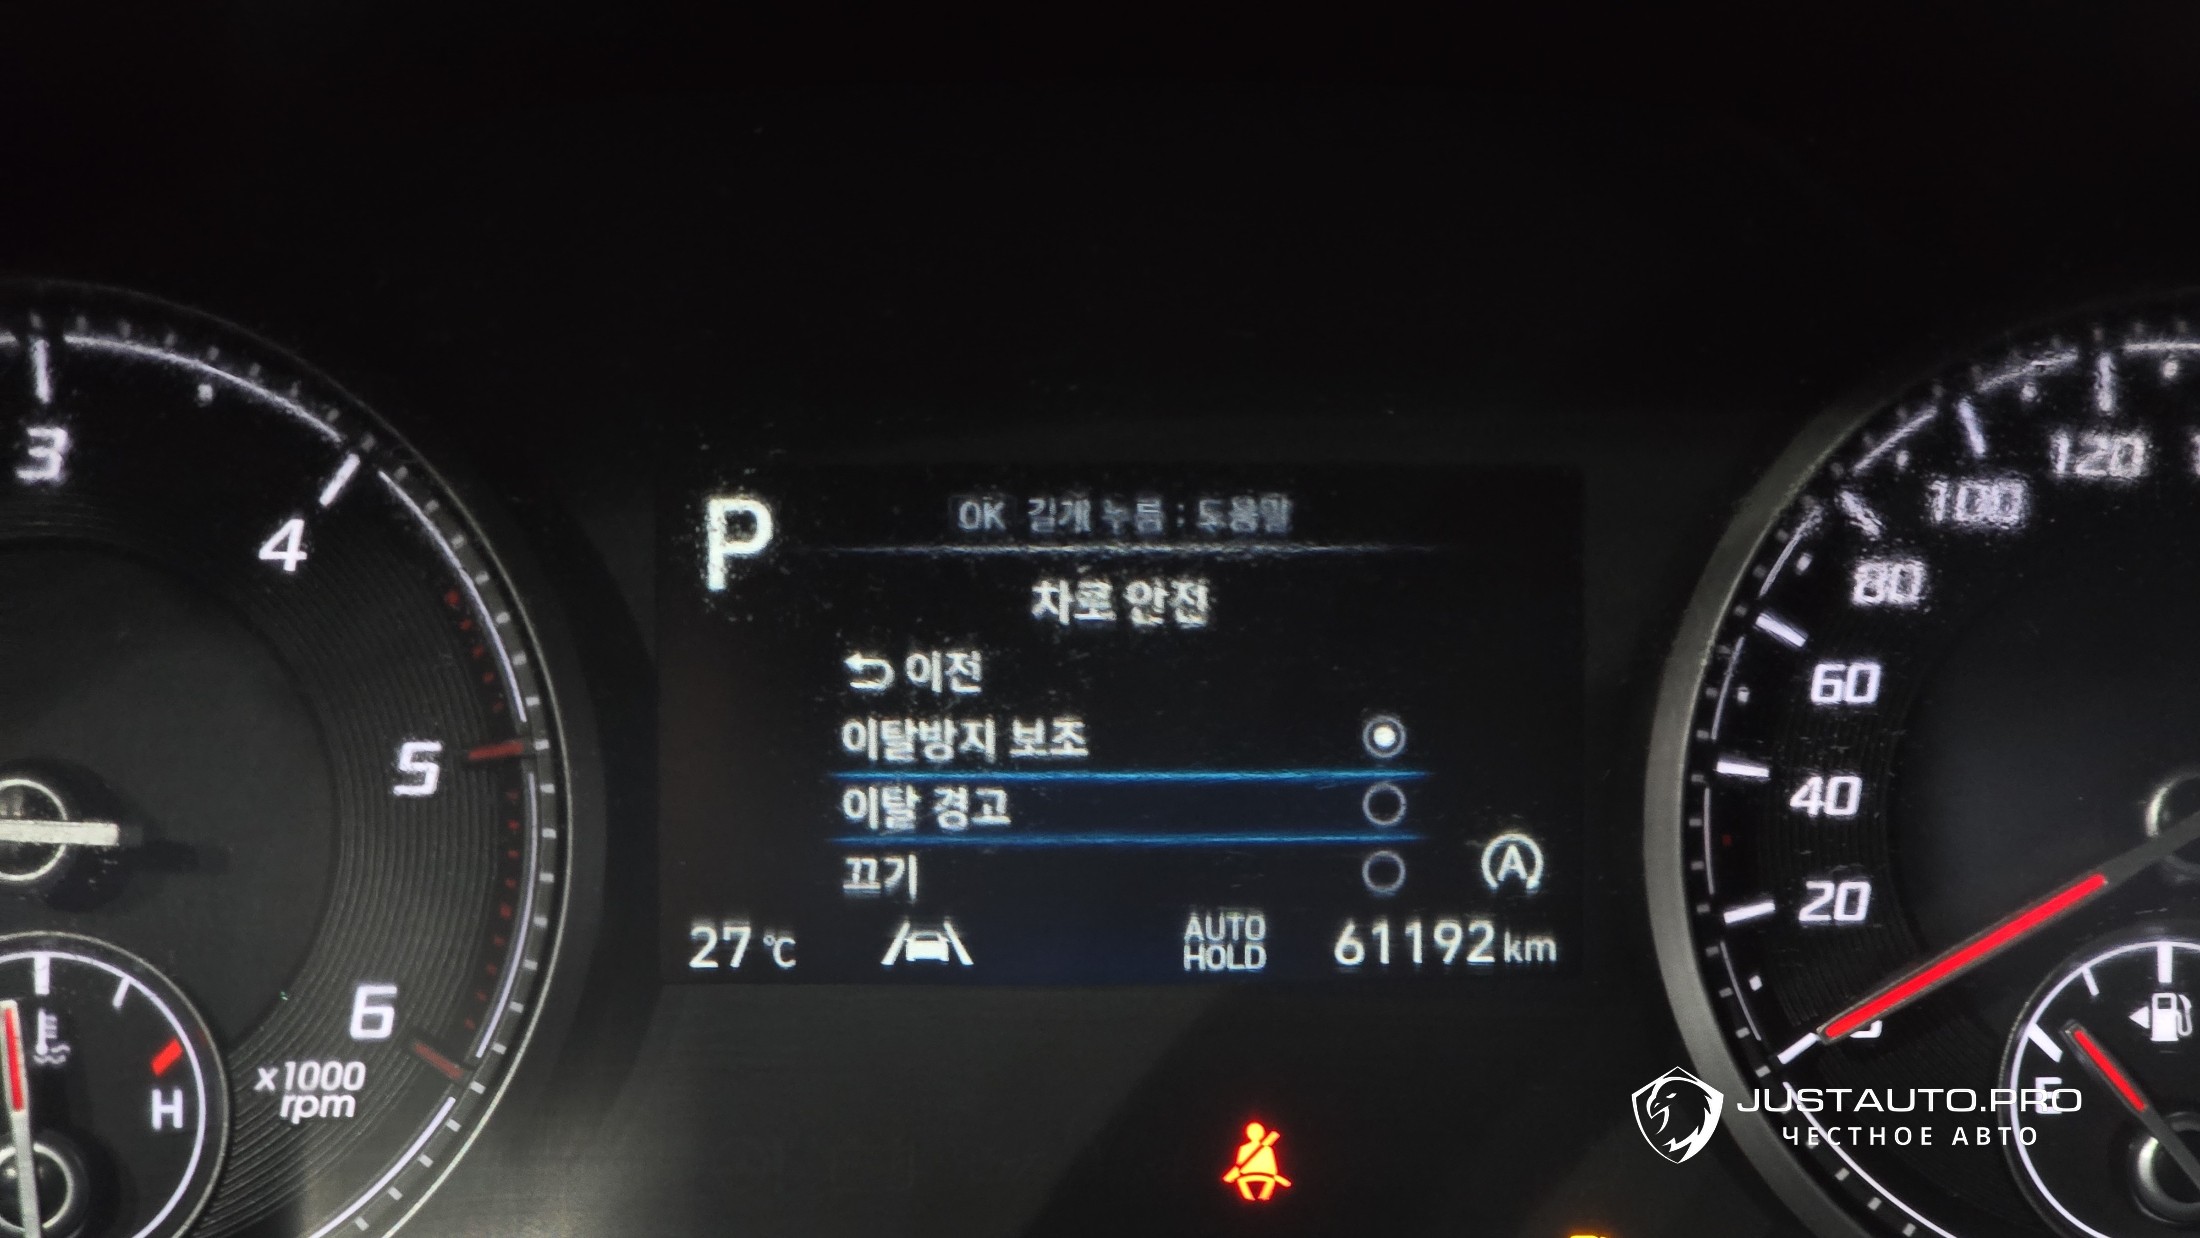 3
4
5
6
x1000
rpm
H
P
OK 길게 누름 : 도움말
차로 안전
이전
이탈방지 보조
이탈 경고
끄기
A
27 °C
AUTO
HOLD
61192 km
120
100
80
60
40
20
E
JUSTAUTO.PRO
ЧЕСТНОЕ АВТО